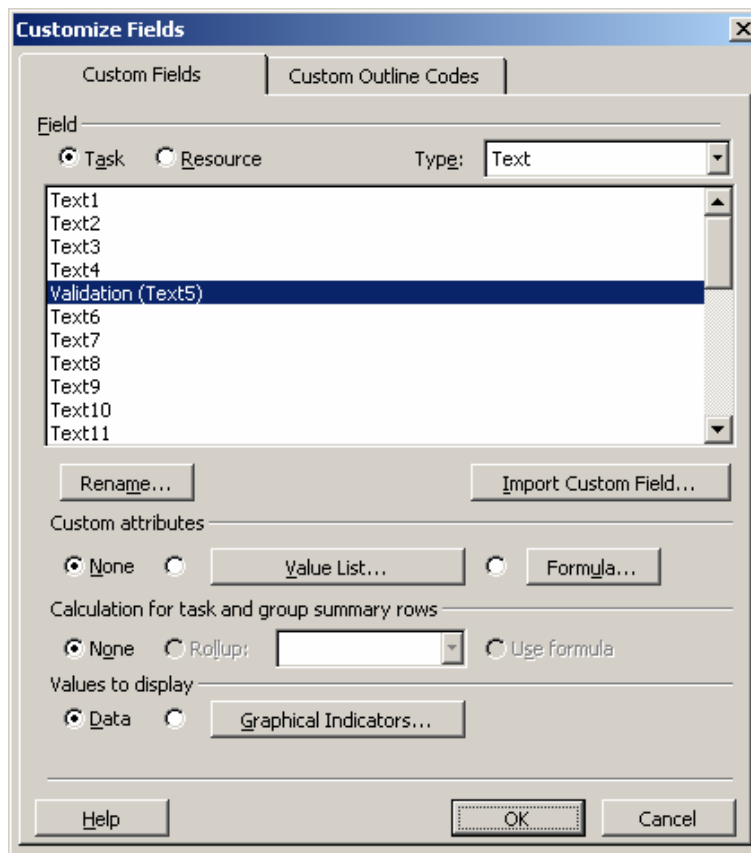 Customize Fields
Custom Fields Custom Outline Codes
Field
Task Resource Type: Text
Text1
Text2
Text3
Text4
Validation (Text5)
Text6
Text7
Text8
Text9
Text10
Text11
Rename... Import Custom Field...
Custom attributes
None Value List... Formula...
Calculation for task and group summary rows
None Rollup: Use formula
Values to display
Data Graphical Indicators...
Help OK Cancel